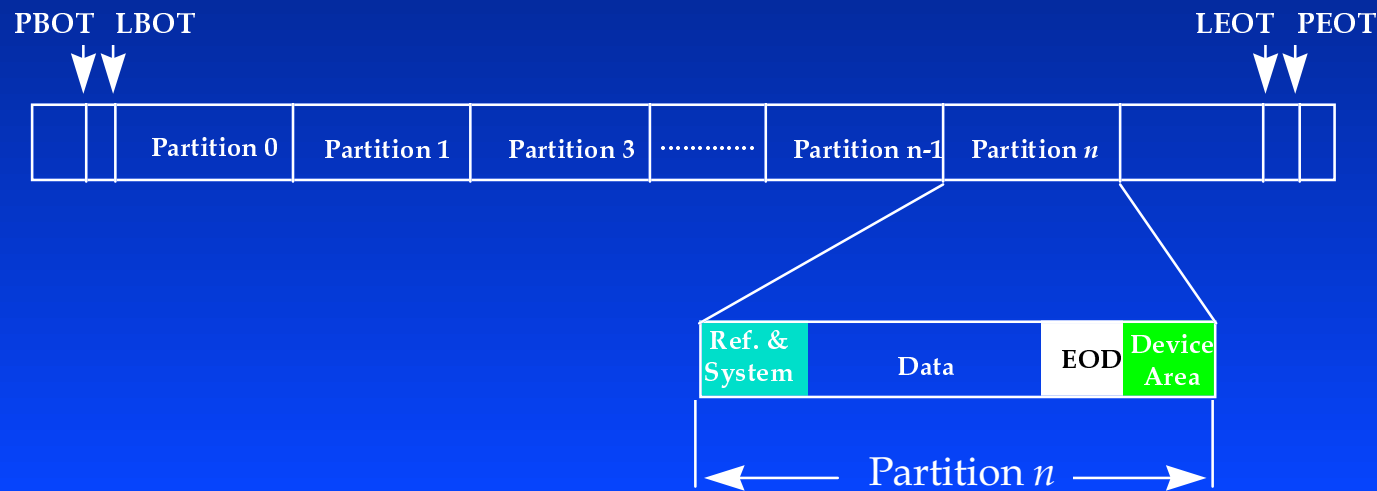 PBOT LBOT LEOT PEOT
Partition 0 Partition 1 Partition 3 ............. Partition n-1 Partition n
Ref. &
System
Data
EOD
Device
Area
Partition n